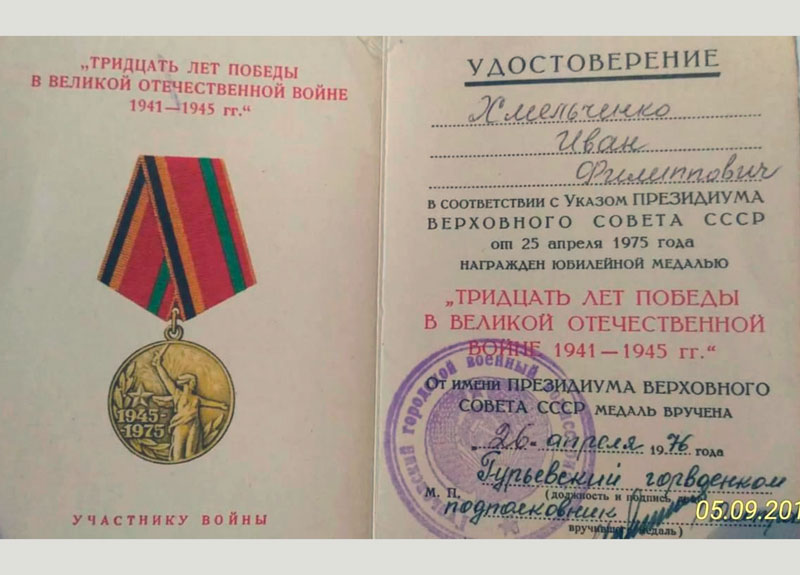 „ТРИДЦАТЬ ЛЕТ ПОБЕДЫ
В ВЕЛИКОЙ ОТЕЧЕСТВЕННОЙ ВОЙНЕ
1941—1945 гг.“
1945-
-1975
УЧАСТНИКУ ВОЙНЫ
УДОСТОВЕРЕНИЕ
Хмельченко
Иван
Филиппович
В СООТВЕТСТВИИ С УКАЗОМ ПРЕЗИДИУМА
ВЕРХОВНОГО СОВЕТА СССР
от 25 апреля 1975 года
НАГРАЖДЕН ЮБИЛЕЙНОЙ МЕДАЛЬЮ
„ТРИДЦАТЬ ЛЕТ ПОБЕДЫ
В ВЕЛИКОЙ ОТЕЧЕСТВЕННОЙ
ВОЙНЕ 1941—1945 гг.“
От имени ПРЕЗИДИУМА ВЕРХОВНОГО
СОВЕТА СССР МЕДАЛЬ ВРУЧЕНА
„26 апреля 1976 года
Гурьевский горвоенком
М. П. (должность и подпись
подполковник
вручившего медаль)
городской военный
05.09.201